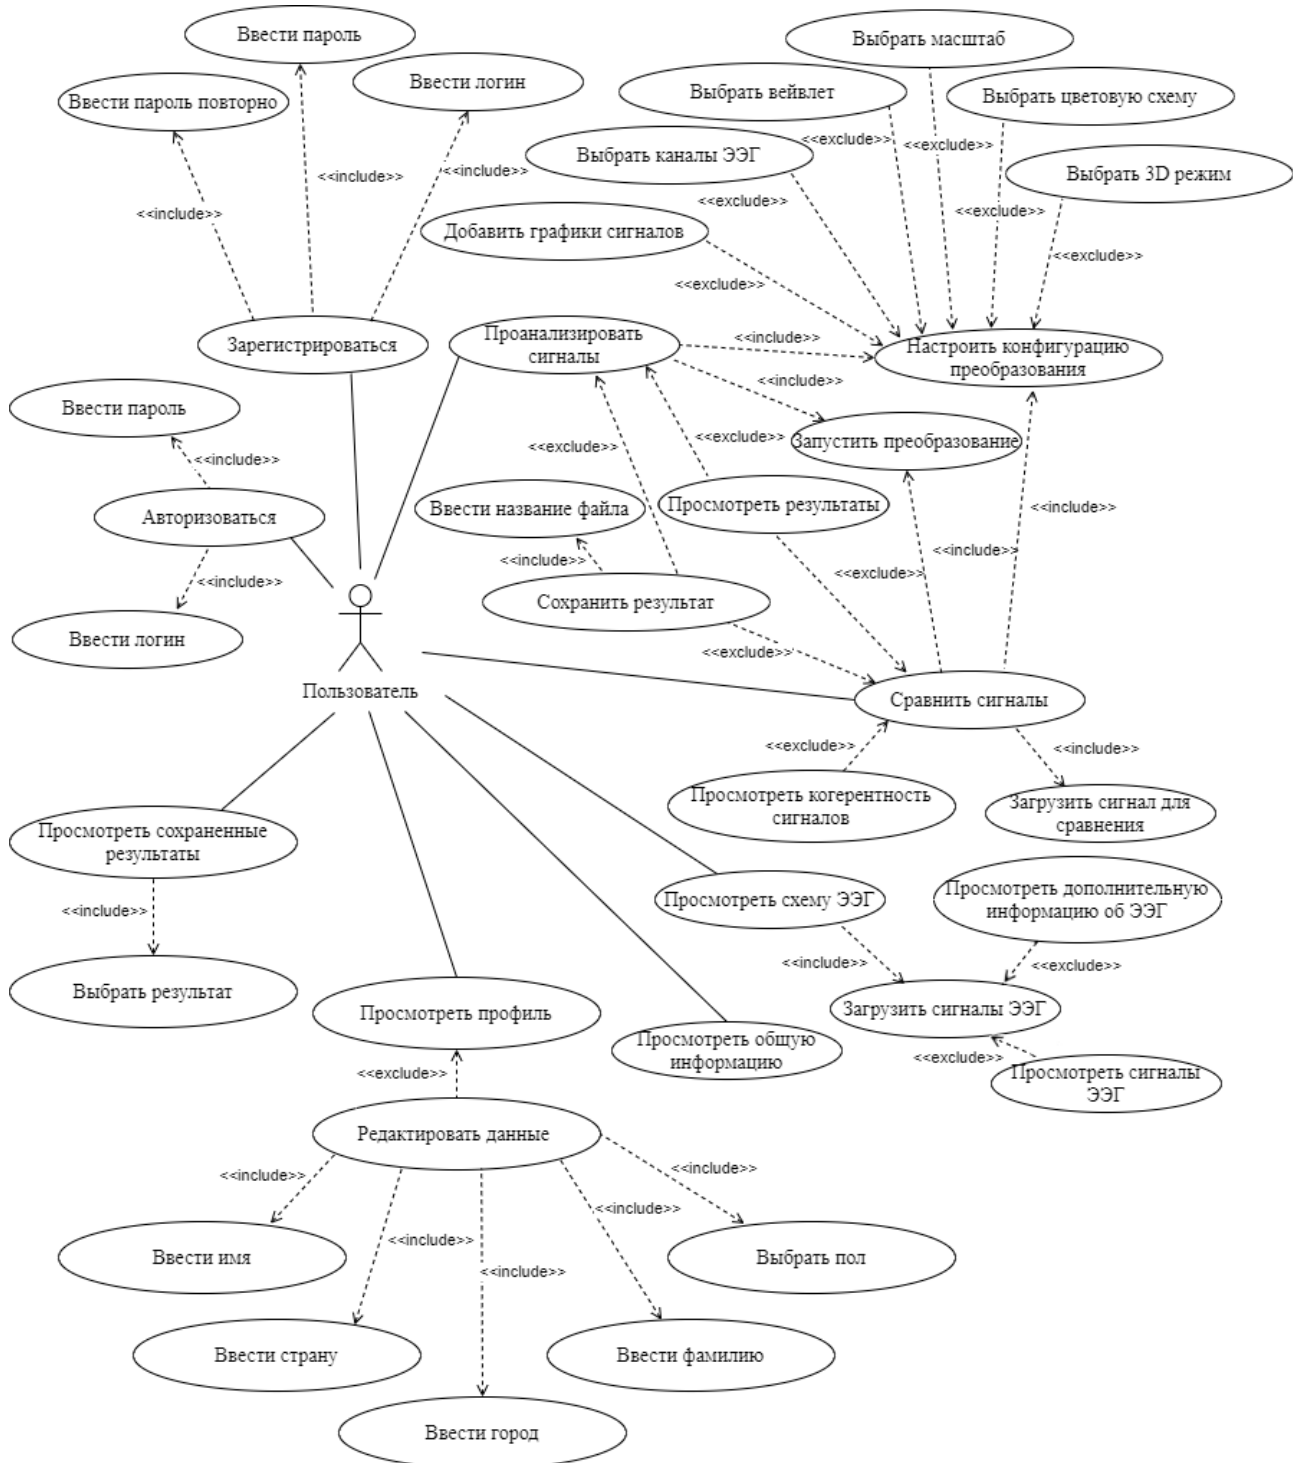 Ввести пароль
Выбрать масштаб
Ввести логин
Ввести пароль повторно
Выбрать вейвлет
Выбрать цветовую схему
<<exclude>>
<<exclude>>
Выбрать каналы ЭЭГ
Выбрать 3D режим
<<include>>
<<include>>
<<include>>
<<exclude>>
<<exclude>>
Добавить графики сигналов
<<exclude>>
<<exclude>>
Зарегистрироваться
Проанализировать
сигналы
<<include>>
Настроить конфигурацию
преобразования
<<include>>
Ввести пароль
<<exclude>>
<<exclude>>
Запустить преобразование
<<include>>
Авторизоваться
Ввести название файла
Просмотреть результаты
<<include>>
<<include>>
<<include>>
<<exclude>>
<<include>>
Сохранить результат
Ввести логин
<<exclude>>
Пользователь
Сравнить сигналы
<<exclude>>
<<include>>
Просмотреть когерентность
сигналов
Загрузить сигнал для
сравнения
Просмотреть сохраненные
результаты
<<include>>
Просмотреть схему ЭЭГ
Просмотреть дополнительную
информацию об ЭЭГ
<<include>>
<<exclude>>
Выбрать результат
Просмотреть профиль
Загрузить сигналы ЭЭГ
Просмотреть общую
информацию
<<exclude>>
<<exclude>>
Просмотреть сигналы
ЭЭГ
Редактировать данные
<<include>>
<<include>>
<<include>>
<<include>>
<<include>>
Ввести имя
Выбрать пол
Ввести страну
Ввести фамилию
Ввести город